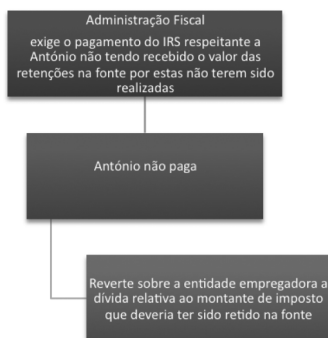 Administração Fiscal
exige o pagamento do IRS respeitante a
António não tendo recebido o valor das
retenções na fonte por estas não terem sido
realizadas
António não paga
Reverte sobre a entidade empregadora a
dívida relativa ao montante de imposto
que deveria ter sido retido na fonte